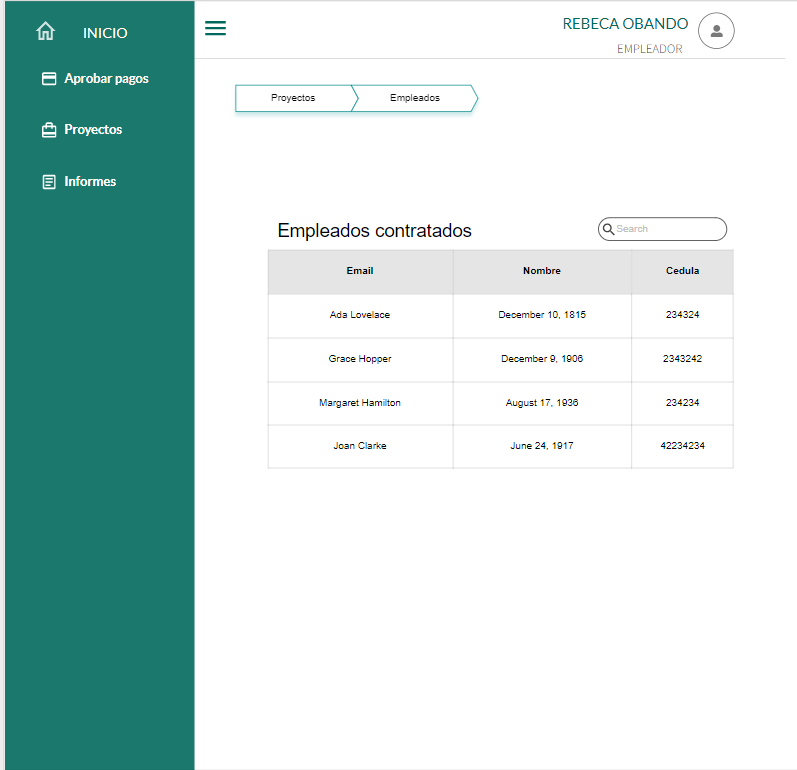 INICIO
Aprobar pagos
Proyectos
Informes
REBECA OBANDO
EMPLEADOR
Proyectos Empleados
Empleados contratados
Search
Email Nombre Cedula
Ada Lovelace December 10, 1815 234324
Grace Hopper December 9, 1906 2343242
Margaret Hamilton August 17, 1936 234234
Joan Clarke June 24, 1917 42234234